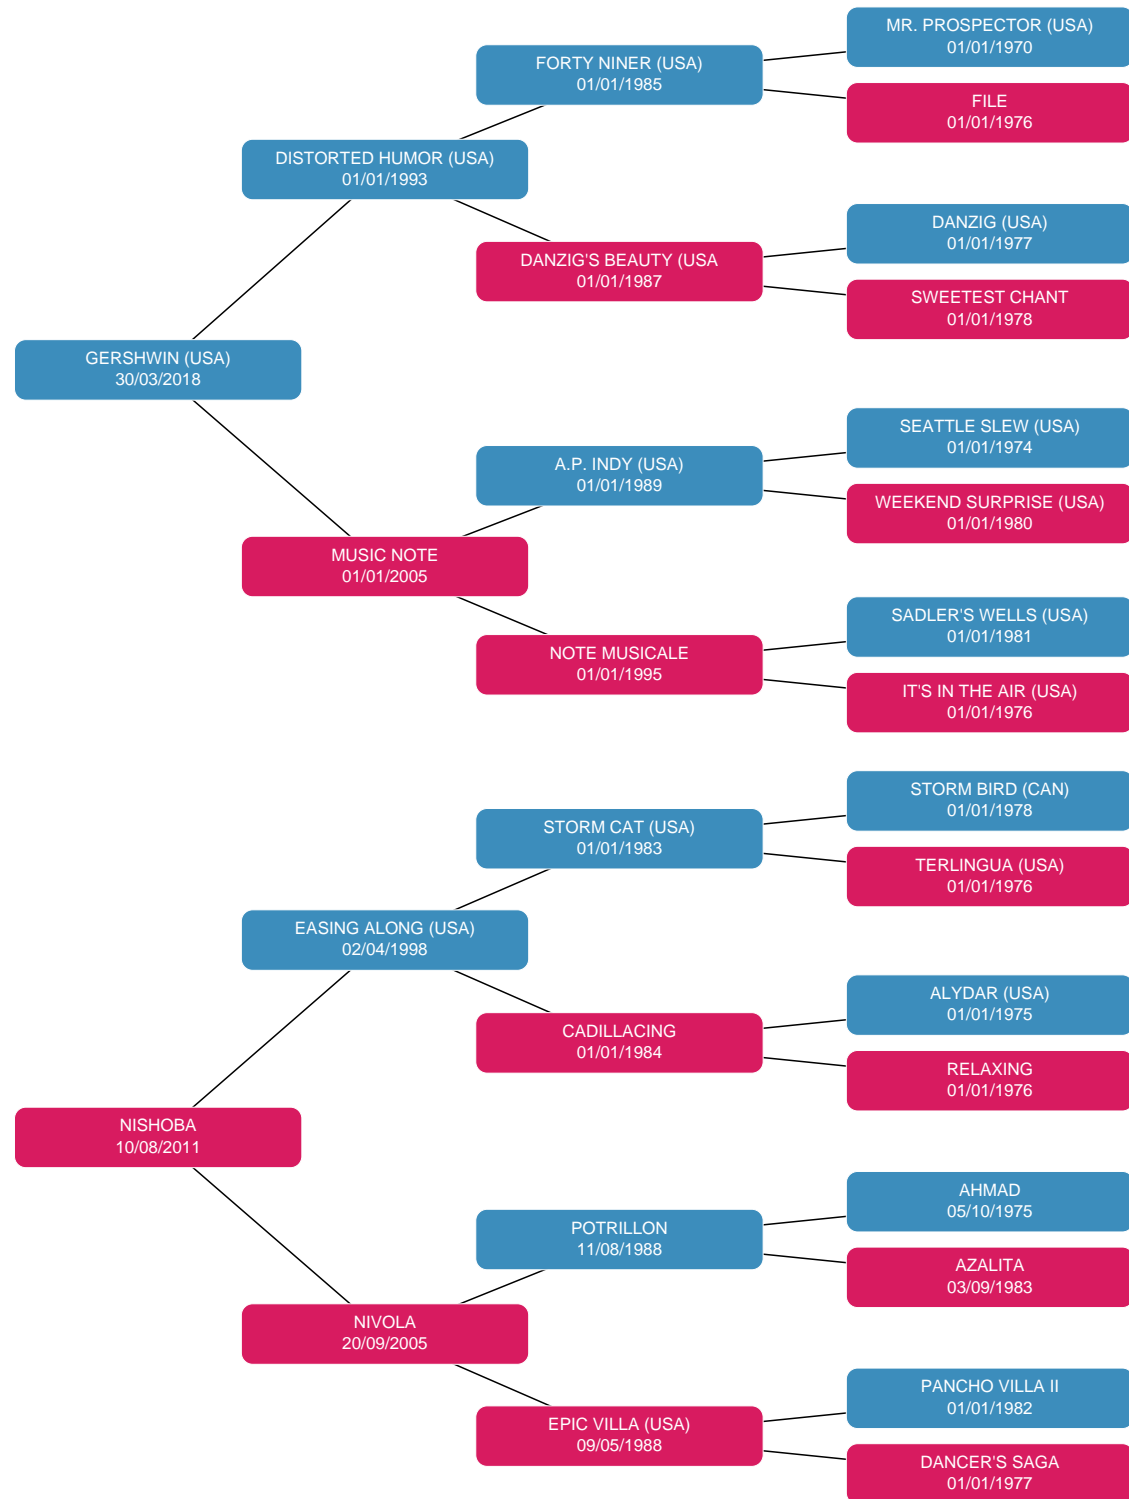 MR. PROSPECTOR (USA)
01/01/1970
FORTY NINER (USA)
01/01/1985
FILE
01/01/1976
DISTORTED HUMOR (USA)
01/01/1993
DANZIG (USA)
01/01/1977
DANZIG'S BEAUTY (USA
01/01/1987
SWEETEST CHANT
01/01/1978
GERSHWIN (USA)
30/03/2018
SEATTLE SLEW (USA)
01/01/1974
A.P. INDY (USA)
01/01/1989
WEEKEND SURPRISE (USA)
01/01/1980
MUSIC NOTE
01/01/2005
SADLER'S WELLS (USA)
01/01/1981
NOTE MUSICALE
01/01/1995
IT'S IN THE AIR (USA)
01/01/1976
STORM BIRD (CAN)
01/01/1978
STORM CAT (USA)
01/01/1983
TERLINGUA (USA)
01/01/1976
EASING ALONG (USA)
02/04/1998
ALYDAR (USA)
01/01/1975
CADILLACING
01/01/1984
RELAXING
01/01/1976
NISHOBA
10/08/2011
AHMAD
05/10/1975
POTRILLON
11/08/1988
AZALITA
03/09/1983
NIVOLA
20/09/2005
PANCHO VILLA II
01/01/1982
EPIC VILLA (USA)
09/05/1988
DANCER'S SAGA
01/01/1977